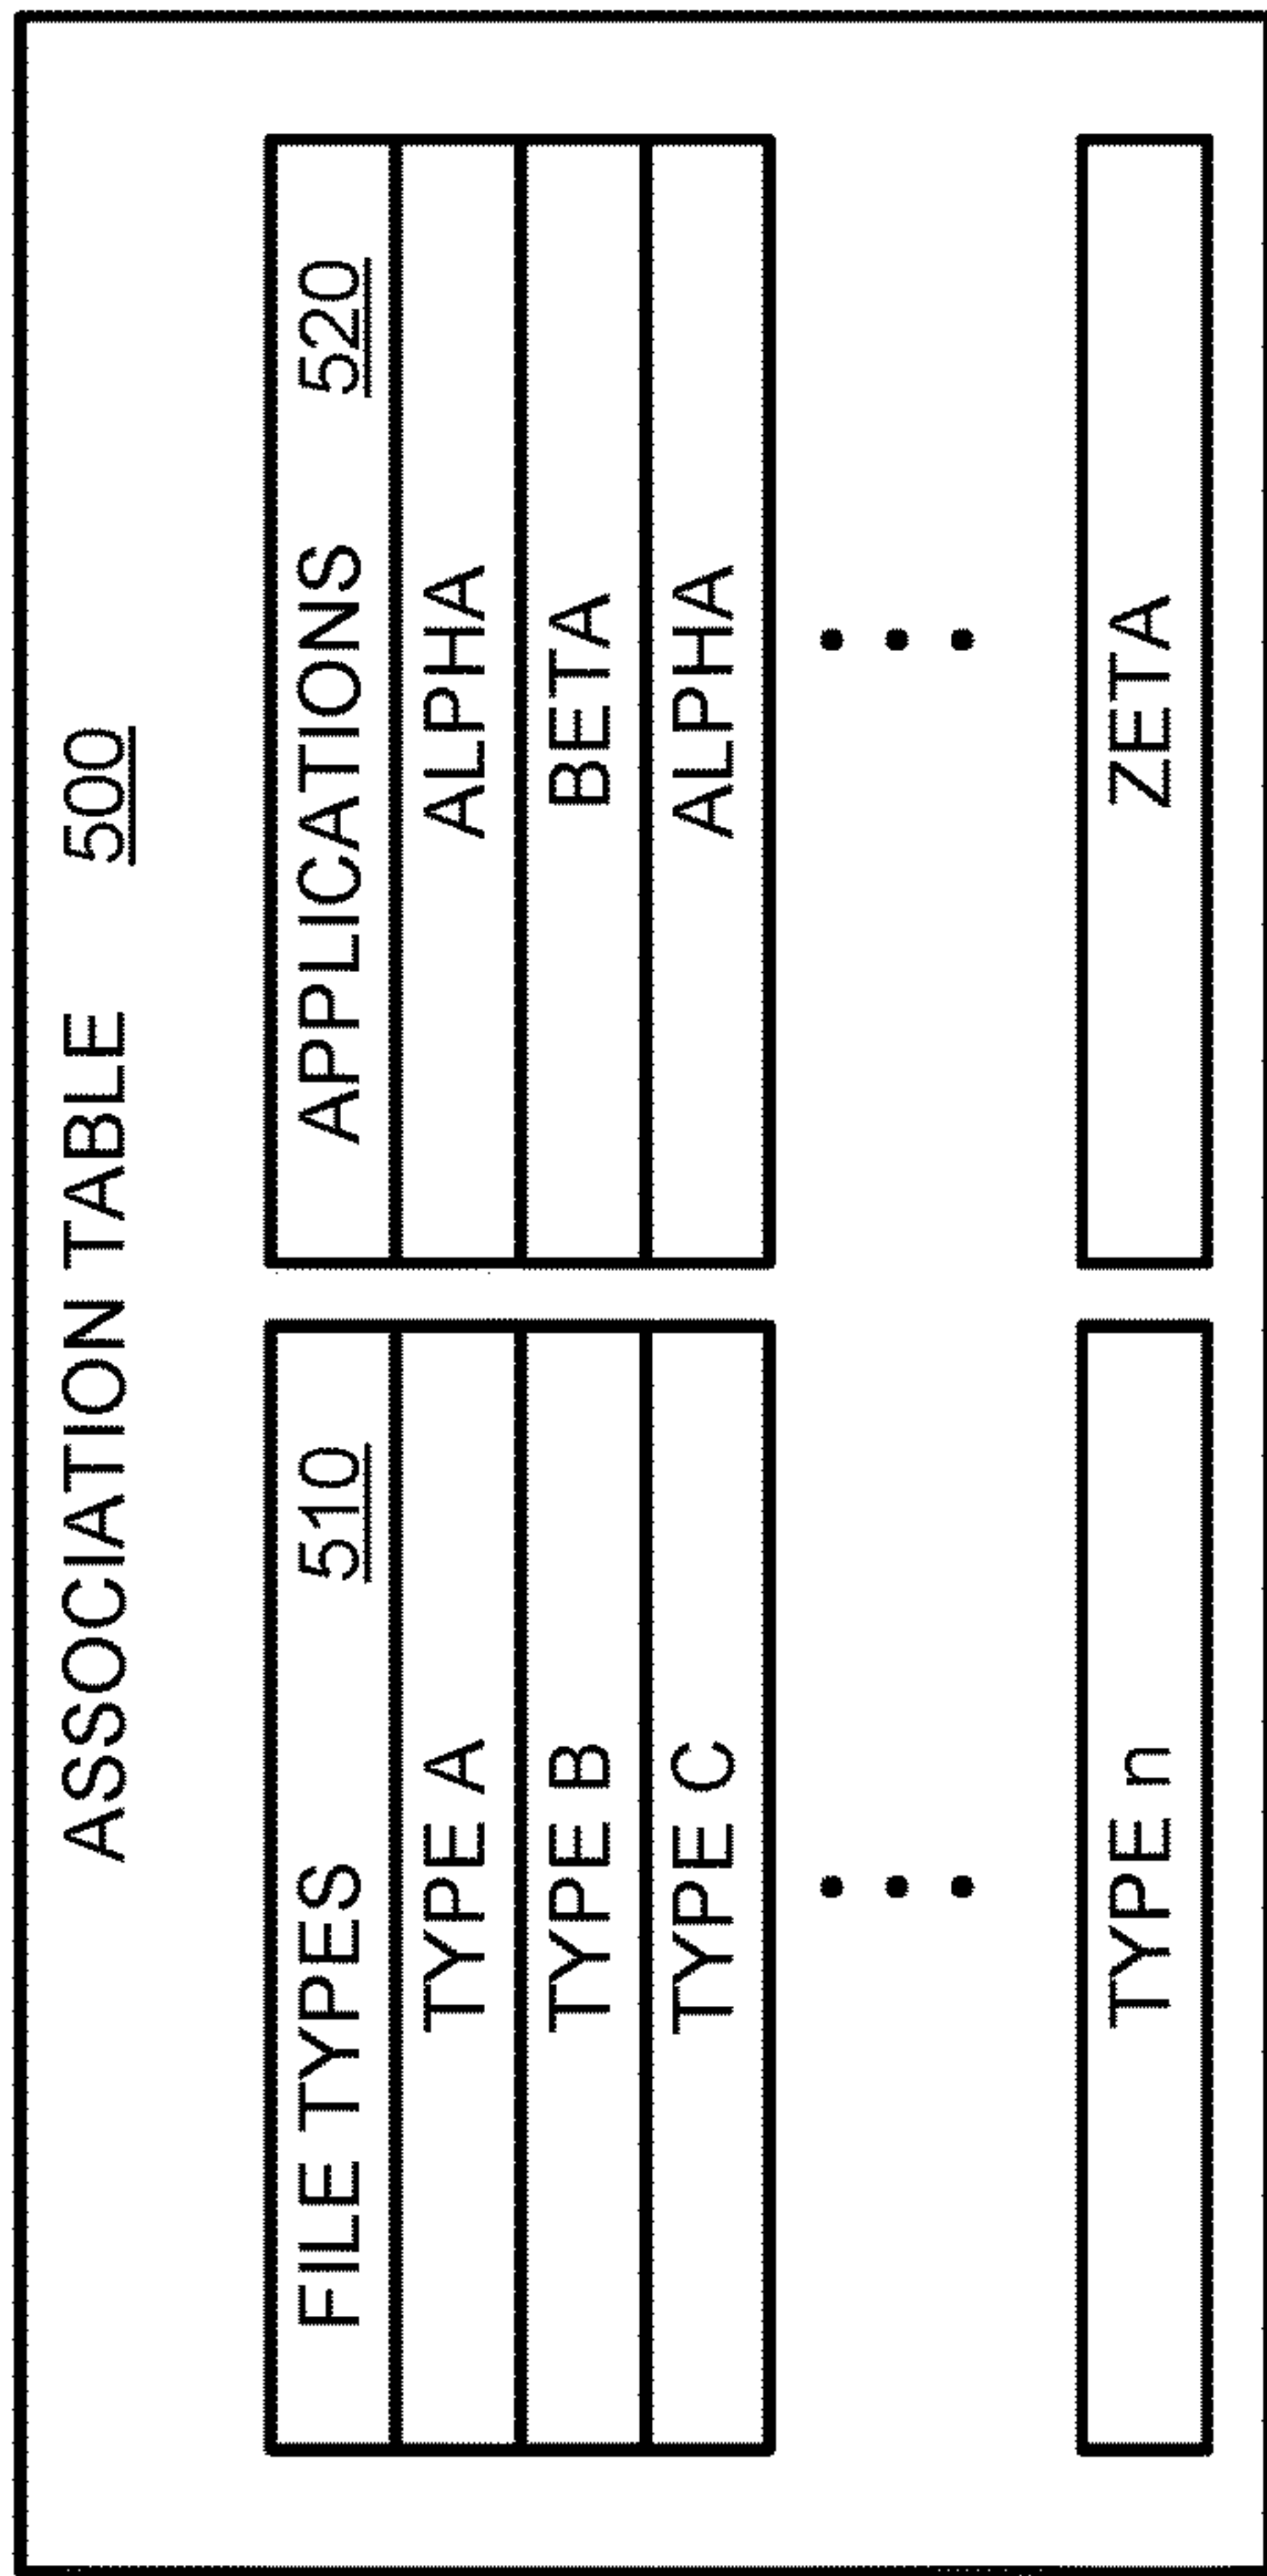 ASSOCIATION TABLE 500
FILE TYPES 510 APPLICATIONS 520
TYPE A ALPHA
TYPE B BETA
TYPE C ALPHA
TYPE n ZETA